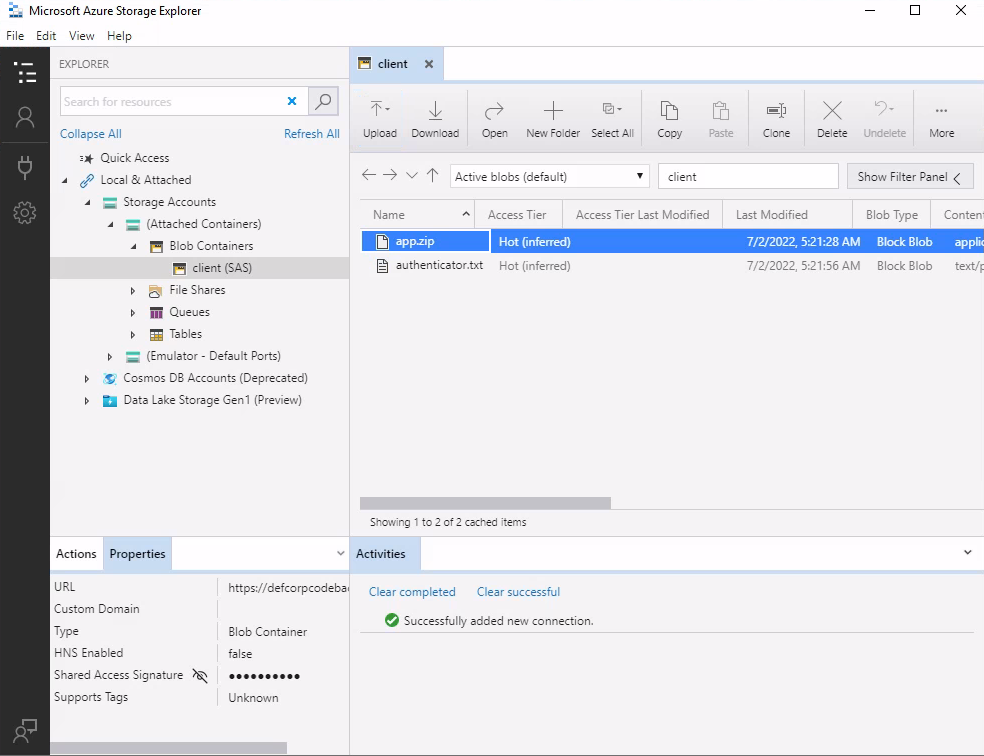 Microsoft Azure Storage Explorer
File Edit View Help
EXPLORER
Search for resources
Collapse All Refresh All
Quick Access
Local & Attached
Storage Accounts
(Attached Containers)
Blob Containers
client (SAS)
File Shares
Queues
Tables
(Emulator - Default Ports)
Cosmos DB Accounts (Deprecated)
Data Lake Storage Gen1 (Preview)
Actions Properties
URL https://defcorpcodebac
Custom Domain
Type Blob Container
HNS Enabled false
Shared Access Signature ••••••••••
Supports Tags Unknown
client
Upload Download Open New Folder Select All Copy Paste Clone Delete Undelete More
Active blobs (default) client Show Filter Panel
Name Access Tier Access Tier Last Modified Last Modified Blob Type Content
app.zip Hot (inferred) 7/2/2022, 5:21:28 AM Block Blob applic
authenticator.txt Hot (inferred) 7/2/2022, 5:21:56 AM Block Blob text/p
Showing 1 to 2 of 2 cached items
Activities
Clear completed Clear successful
Successfully added new connection.